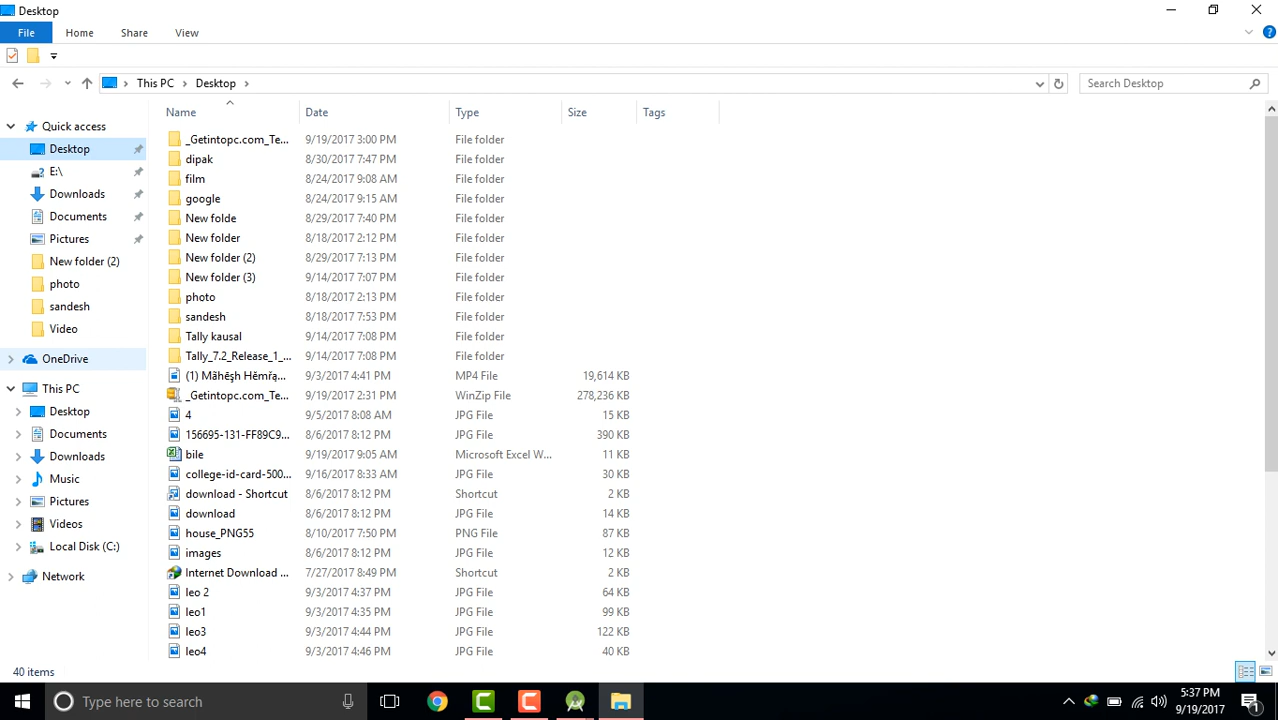 Desktop
File Home Share View
This PC Desktop Search Desktop
Name Date Type Size Tags
Quick access
Desktop
E:\
Downloads
Documents
Pictures
New folder (2)
photo
sandesh
Video
OneDrive
This PC
Desktop
Documents
Downloads
Music
Pictures
Videos
Local Disk (C:)
Network
_Getintopc.com_Te... 9/19/2017 3:00 PM File folder
dipak 8/30/2017 7:47 PM File folder
film 8/24/2017 9:08 AM File folder
google 8/24/2017 9:15 AM File folder
New folde 8/29/2017 7:40 PM File folder
New folder 8/18/2017 2:12 PM File folder
New folder (2) 8/29/2017 7:13 PM File folder
New folder (3) 9/14/2017 7:07 PM File folder
photo 8/18/2017 2:13 PM File folder
sandesh 8/18/2017 7:53 PM File folder
Tally kausal 9/14/2017 7:08 PM File folder
Tally_7.2_Release_1_... 9/14/2017 7:08 PM File folder
(1) 9/3/2017 4:41 PM MP4 File 19,614 KB
_Getintopc.com_Te... 9/19/2017 2:31 PM WinZip File 278,236 KB
4 9/5/2017 8:08 AM JPG File 15 KB
156695-131-FF89C9... 8/6/2017 8:12 PM JPG File 390 KB
bile 9/19/2017 9:05 AM Microsoft Excel W... 11 KB
college-id-card-500... 9/16/2017 8:33 AM JPG File 30 KB
download - Shortcut 8/6/2017 8:12 PM Shortcut 2 KB
download 8/6/2017 8:12 PM JPG File 14 KB
house_PNG55 8/10/2017 7:50 PM PNG File 87 KB
images 8/6/2017 8:12 PM JPG File 12 KB
Internet Download ... 7/27/2017 8:49 PM Shortcut 2 KB
leo 2 9/3/2017 4:37 PM JPG File 64 KB
leo1 9/3/2017 4:35 PM JPG File 99 KB
leo3 9/3/2017 4:44 PM JPG File 122 KB
leo4 9/3/2017 4:46 PM JPG File 40 KB
40 items
Type here to search
5:37 PM
9/19/2017
1